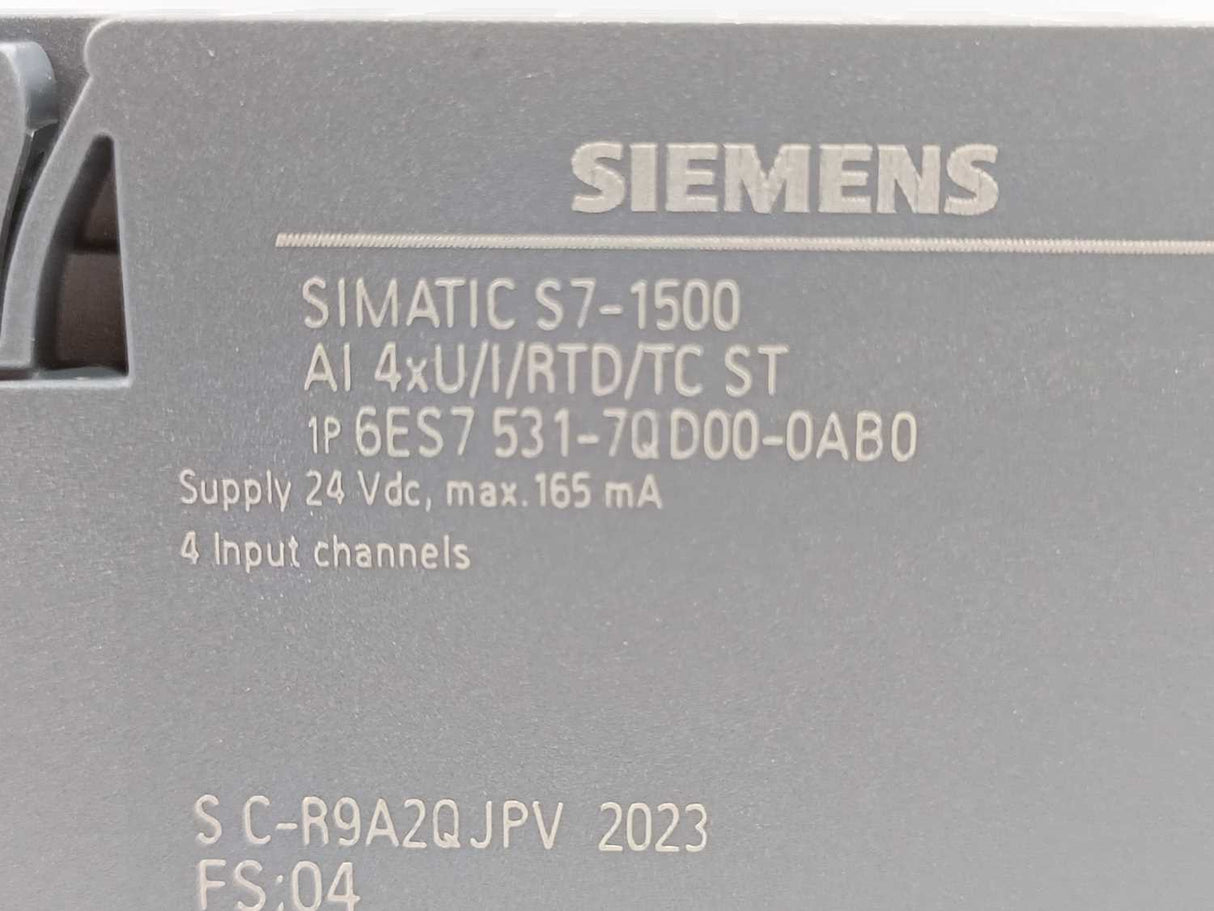 SIEMENS
SIMATIC S7-1500
AI 4xU/I/RTD/TC ST
1P 6ES7 531-7QD00-0AB0
Supply 24 Vdc, max. 165 mA
4 Input channels
S C-R9A2QJPV 2023
FS:04